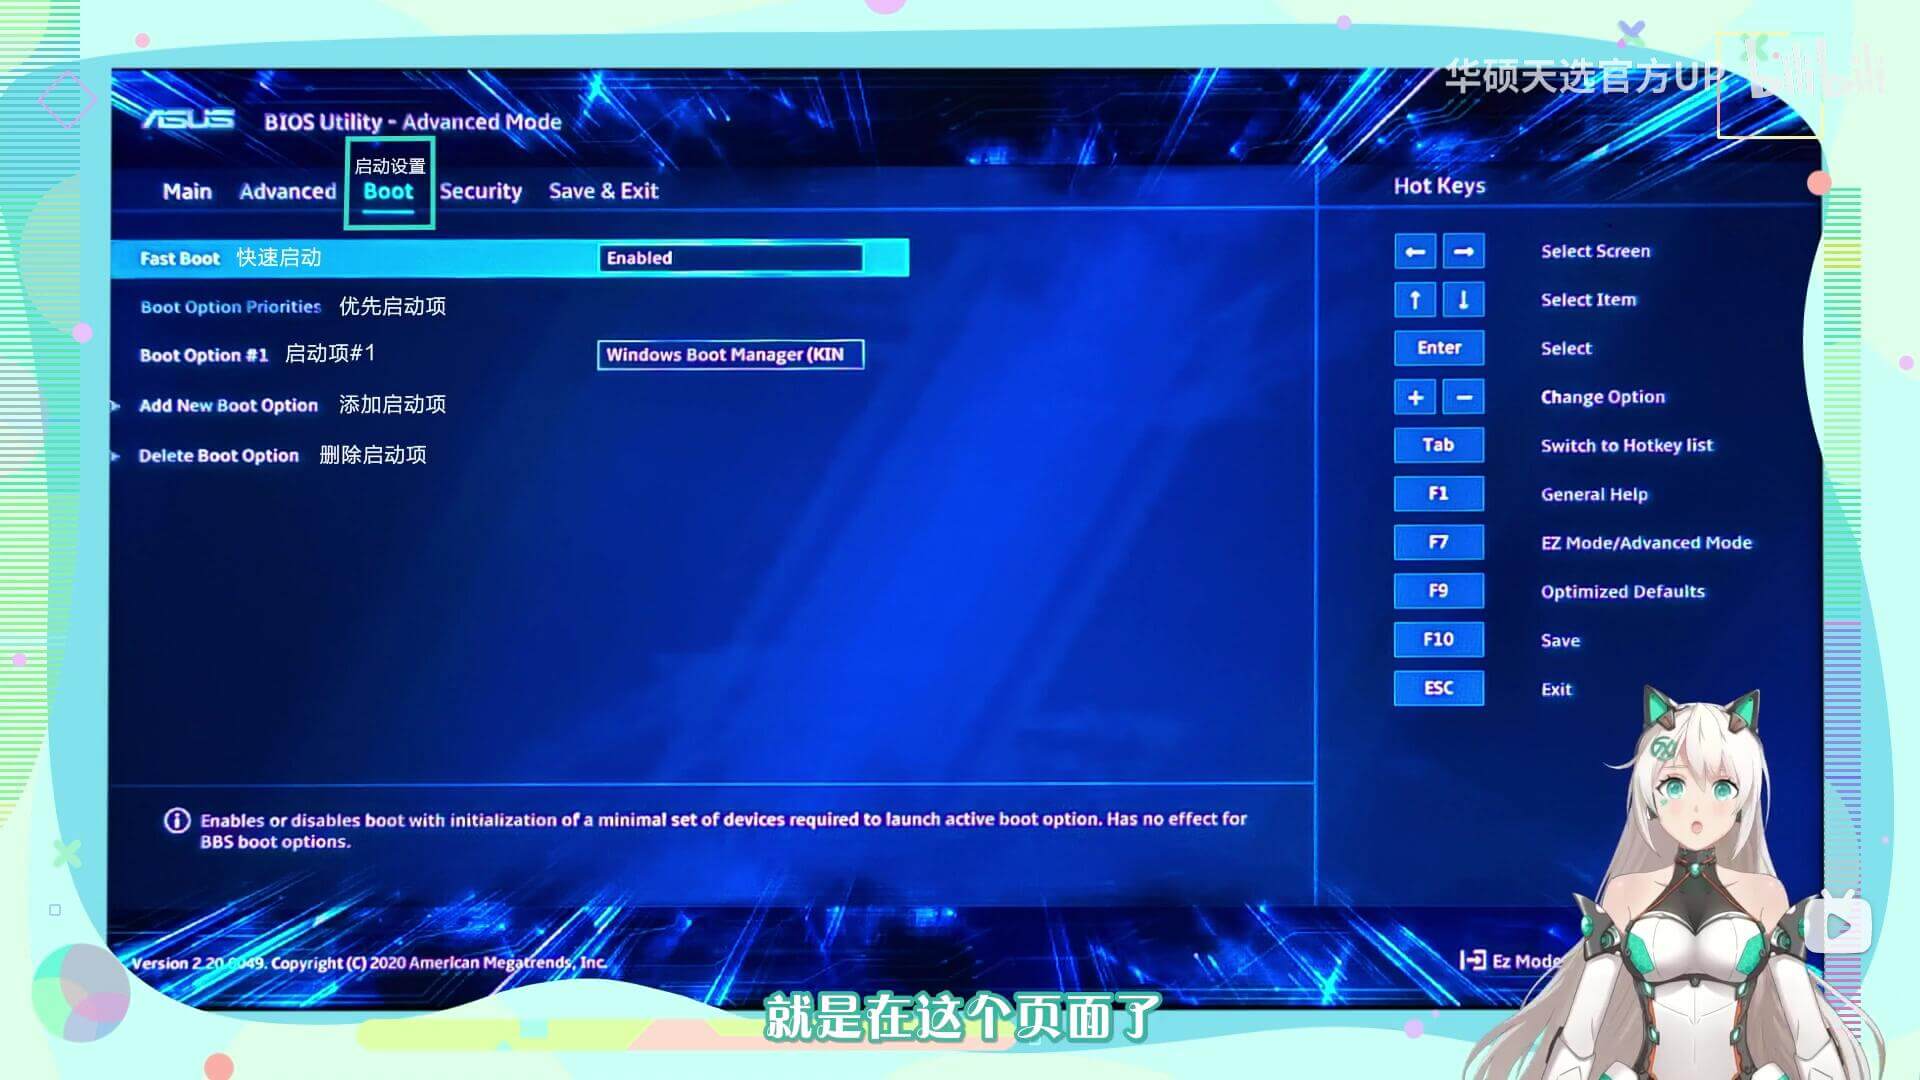 华硕天选官方UP
bilibili
ASUS BIOS Utility - Advanced Mode
启动设置
Main Advanced Boot Security Save & Exit
Fast Boot 快速启动 Enabled
Boot Option Priorities 优先启动项
Boot Option #1 启动项#1 Windows Boot Manager (KIN
Add New Boot Option 添加启动项
Delete Boot Option 删除启动项
Hot Keys
← → Select Screen
↑ ↓ Select Item
Enter Select
+ - Change Option
Tab Switch to Hotkey list
F1 General Help
F7 EZ Mode/Advanced Mode
F9 Optimized Defaults
F10 Save
ESC Exit
Enables or disables boot with initialization of a minimal set of devices required to launch active boot option. Has no effect for
BBS boot options.
Version 2.20.6049. Copyright (C) 2020 American Megatrends, Inc.
Ez Mode
就是在这个页面了